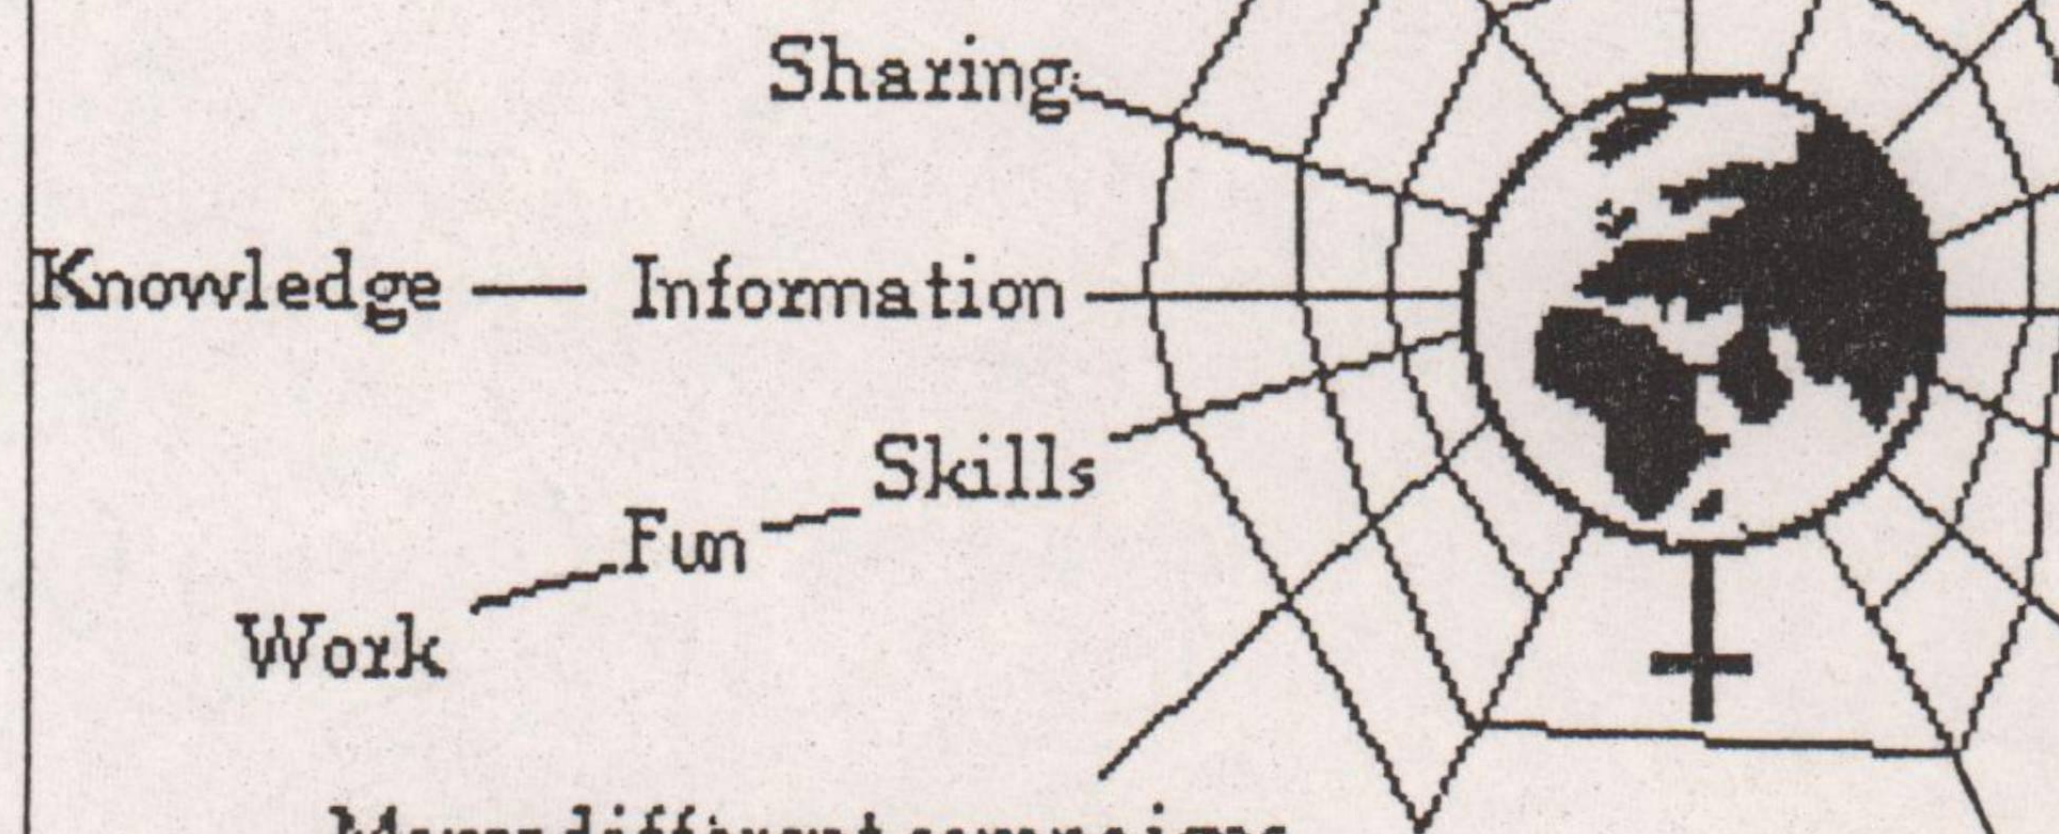 Sharing
Knowledge — Information
Skills
Fun
Work